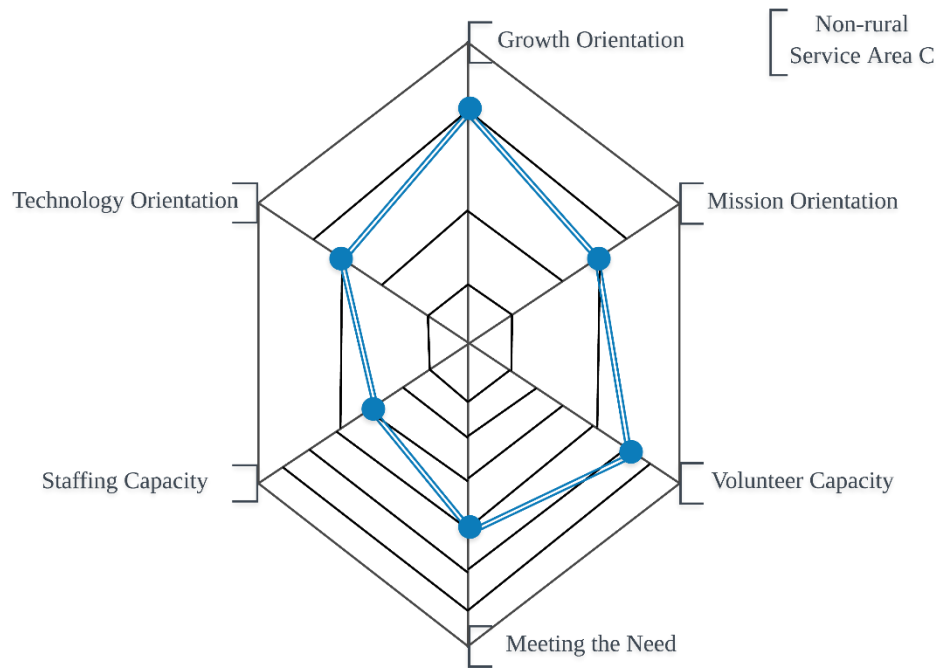 Growth Orientation
Non-rural
Service Area C
Technology Orientation
Mission Orientation
Staffing Capacity
Volunteer Capacity
Meeting the Need